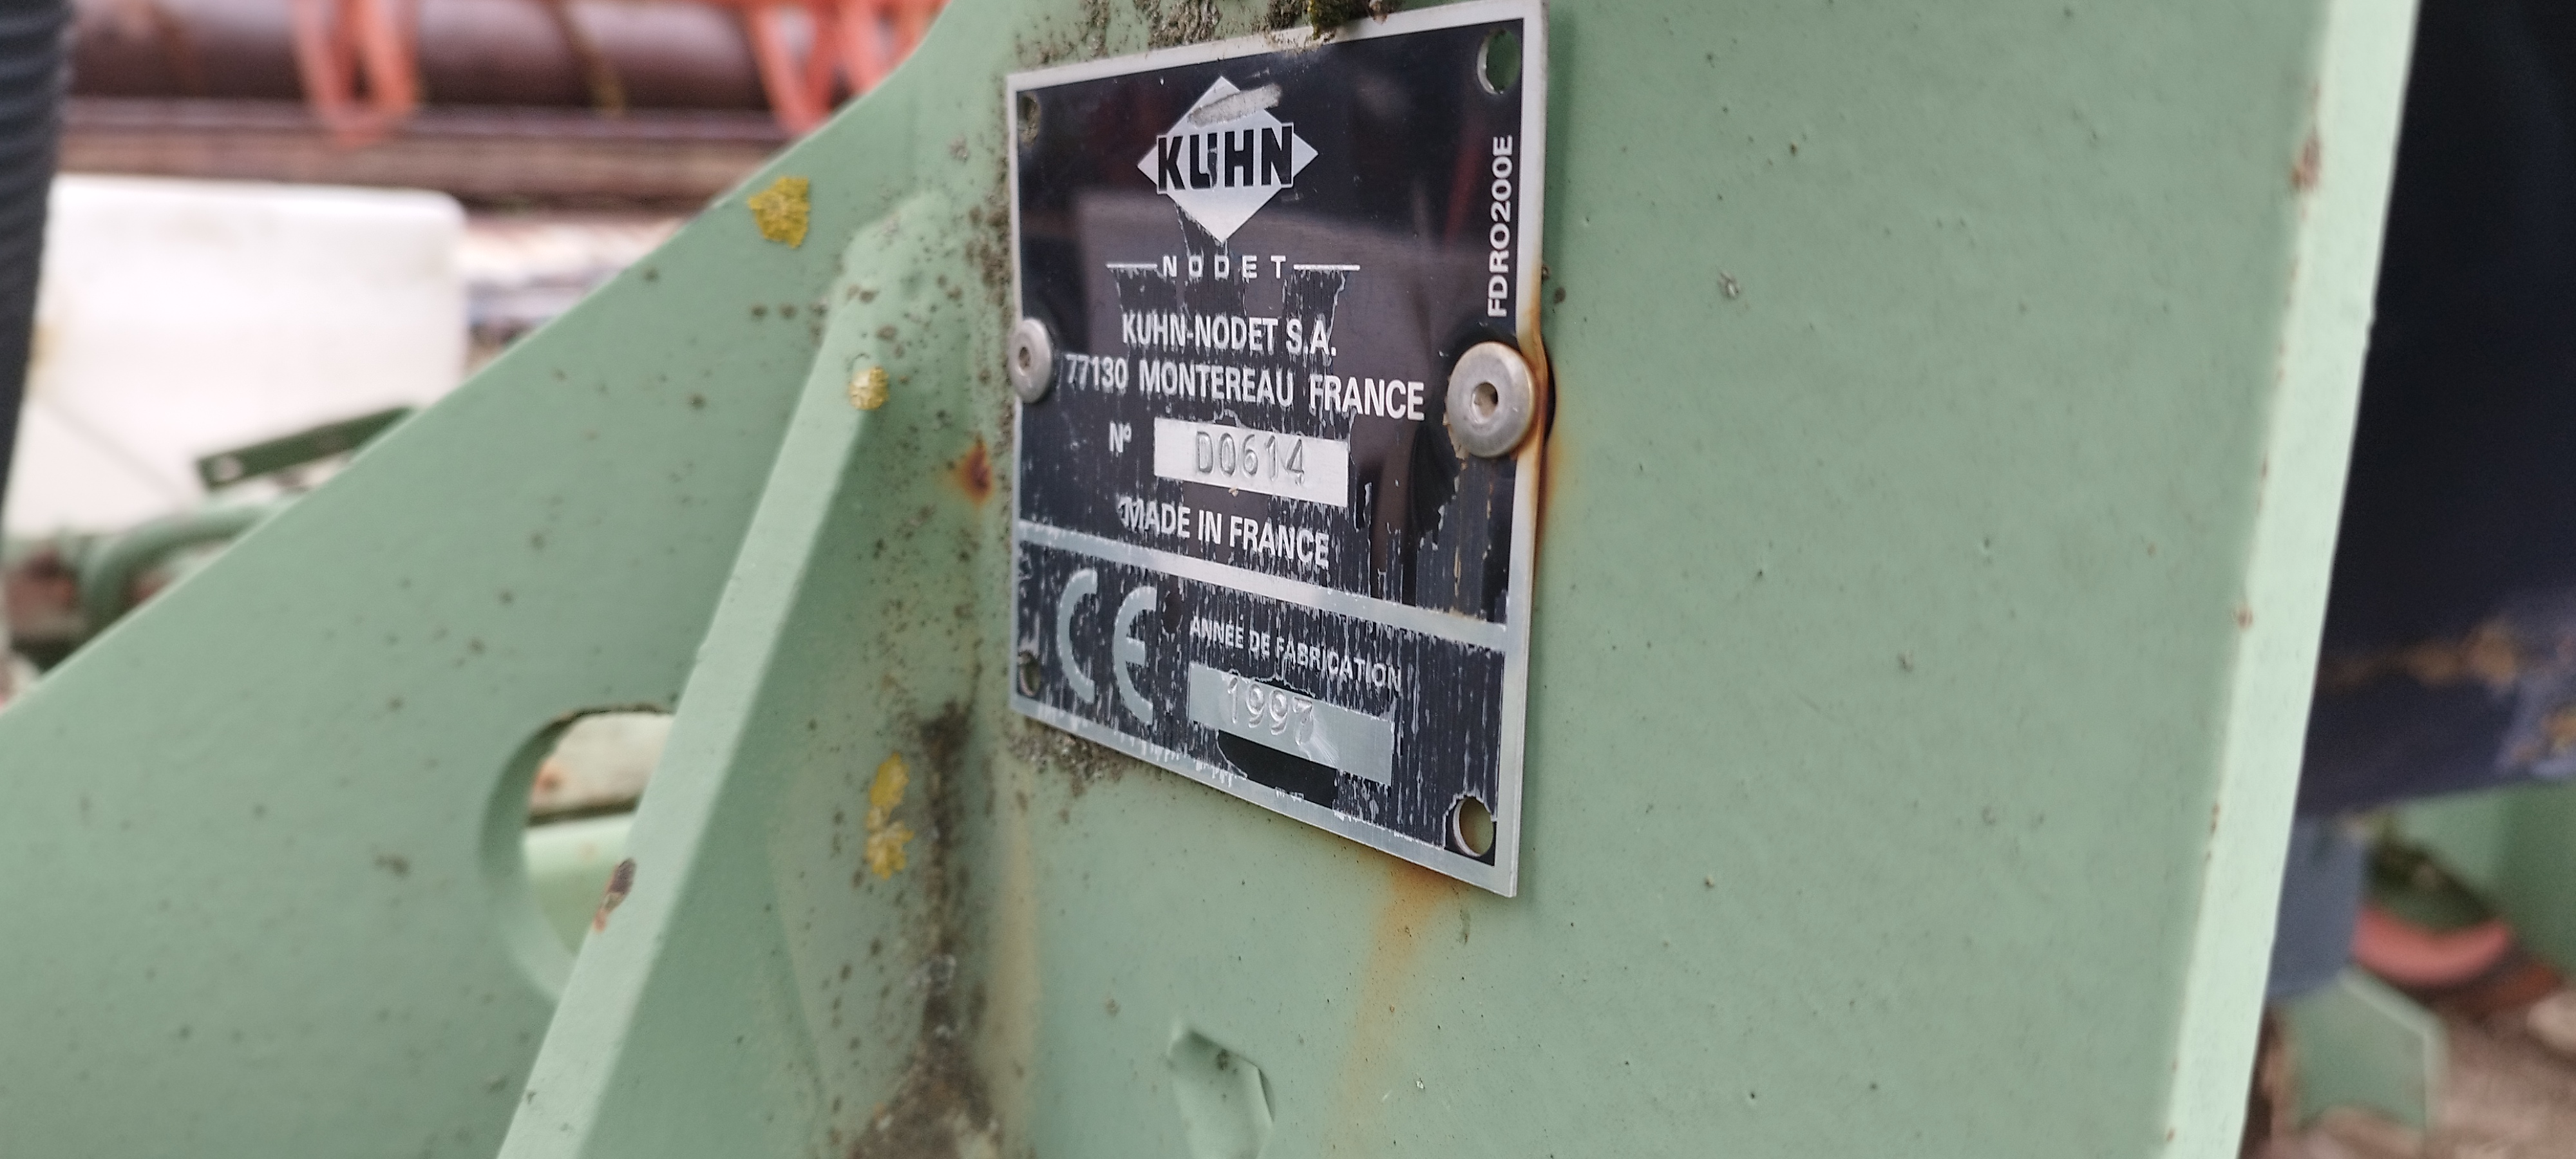 KUHN
NODET
KUHN-NODET S.A.
77130 MONTEREAU FRANCE
N° D0614
MADE IN FRANCE
CE
ANNÉE DE FABRICATION
1997
FDRO200E